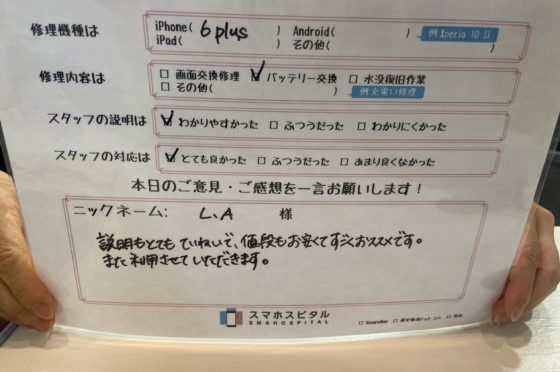 修理機種は
iPhone( 6plus ) Android( ) 例:Xperia 10 II
iPad( ) その他( )
修理内容は
□ 画面交換修理 ☑ バッテリー交換 □ 水没復旧作業
□ その他( ) 例:充電口修理
スタッフの説明は ☑ わかりやすかった □ ふつうだった □ わかりにくかった
スタッフの対応は ☑ とても良かった □ ふつうだった □ あまり良くなかった
本日のご意見・ご感想を一言お願いします!
ニックネーム: L.A 様
説明もとてもていねいで、値段もお安くてすごくおススメです。
また利用させていただきます。
スマホスピタル
SMAHOSPITAL
□ GoogleMap